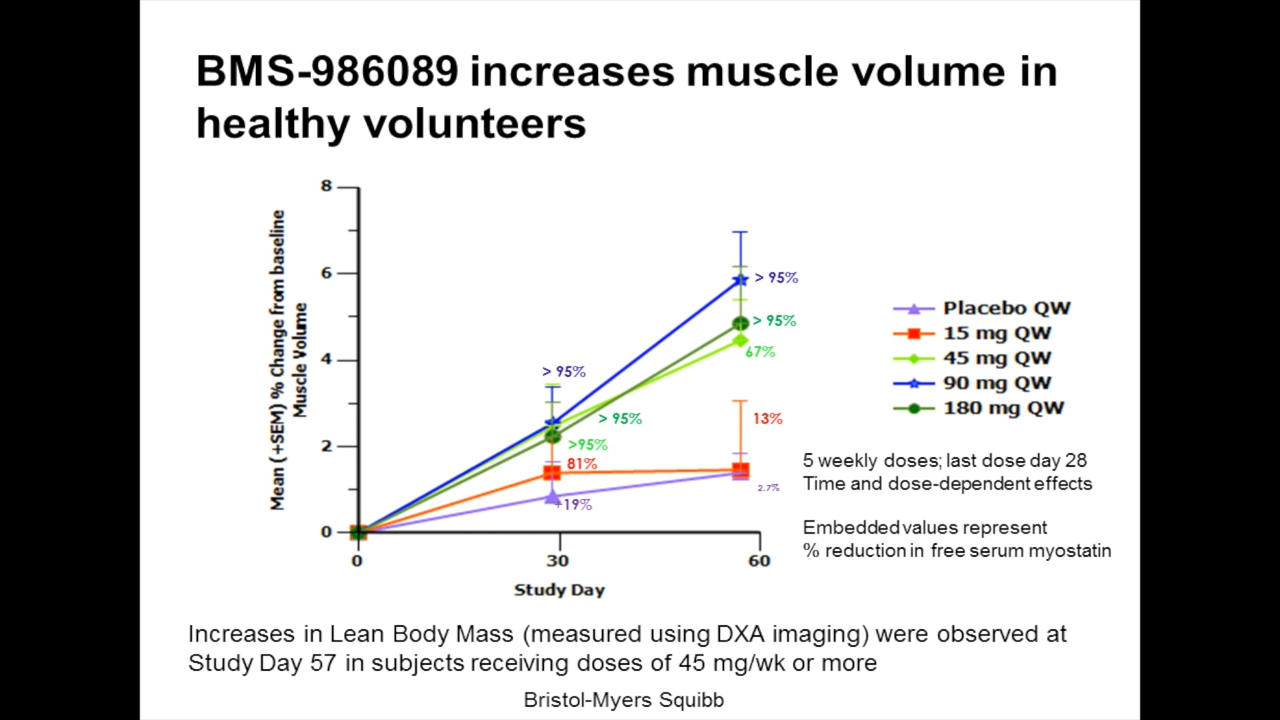 BMS-986089 increases muscle volume in
healthy volunteers
Mean (+SEM) % Change from baseline
Muscle Volume
8
6
4
2
0
0
30
60
Study Day
> 95%
> 95%
>95%
81%
+19%
> 95%
> 95%
67%
13%
2.7%
Placebo QW
15 mg QW
45 mg QW
90 mg QW
180 mg QW
5 weekly doses; last dose day 28
Time and dose-dependent effects
Embedded values represent
% reduction in free serum myostatin
Increases in Lean Body Mass (measured using DXA imaging) were observed at
Study Day 57 in subjects receiving doses of 45 mg/wk or more
Bristol-Myers Squibb